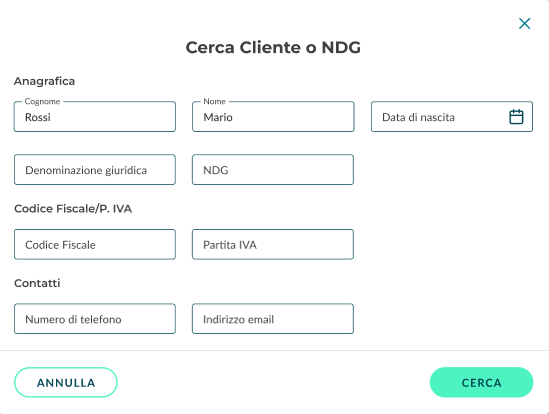 Cerca Cliente o NDG
Anagrafica
Cognome
Rossi
Nome
Mario
Data di nascita
Denominazione giuridica
NDG
Codice Fiscale/P. IVA
Codice Fiscale
Partita IVA
Contatti
Numero di telefono
Indirizzo email
ANNULLA
CERCA